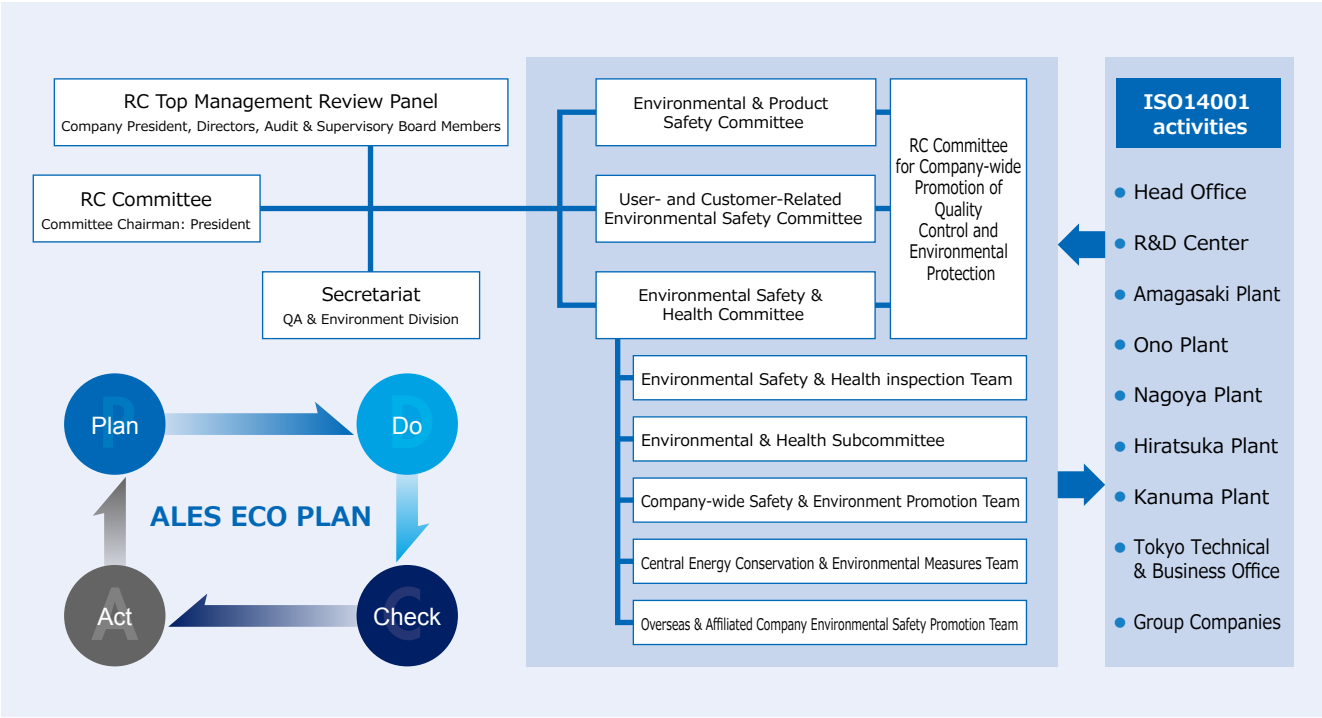 RC Top Management Review Panel
Company President, Directors, Audit & Supervisory Board Members
RC Committee
Committee Chairman: President
Secretariat
QA & Environment Division
Environmental & Product
Safety Committee
User- and Customer-Related
Environmental Safety Committee
Environmental Safety &
Health Committee
RC Committee
for Company-wide
Promotion of
Quality
Control and
Environmental
Protection
Environmental Safety & Health inspection Team
Environmental & Health Subcommittee
Company-wide Safety & Environment Promotion Team
Central Energy Conservation & Environmental Measures Team
Overseas & Affiliated Company Environmental Safety Promotion Team
ISO14001
activities
● Head Office
● R&D Center
● Amagasaki Plant
● Ono Plant
● Nagoya Plant
● Hiratsuka Plant
● Kanuma Plant
● Tokyo Technical
& Business Office
● Group Companies
P
Plan
D
Do
ALES ECO PLAN
A
Act
C
Check